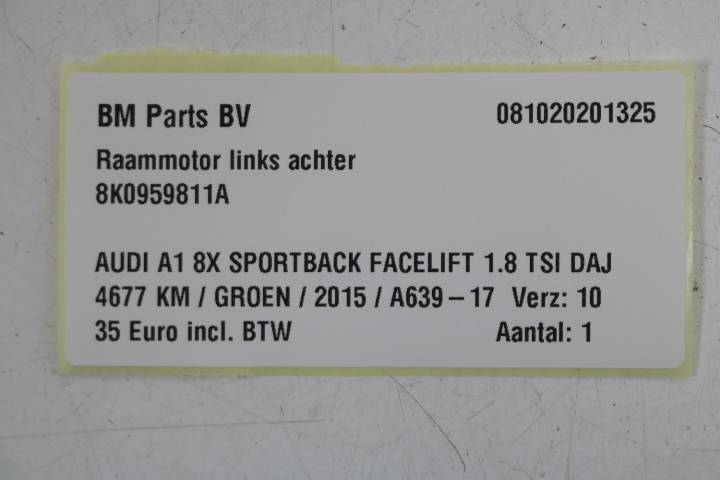 BM Parts BV 081020201325
Raammotor links achter
8K0959811A
AUDI A1 8X SPORTBACK FACELIFT 1.8 TSI DAJ
4677 KM / GROEN / 2015 / A639 – 17 Verz: 10
35 Euro incl. BTW Aantal: 1